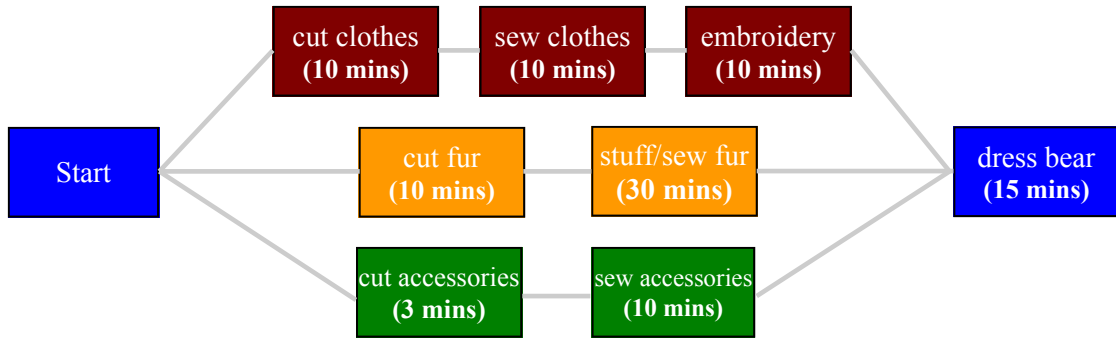 cut clothes
(10 mins)
sew clothes
(10 mins)
embroidery
(10 mins)
Start
cut fur
(10 mins)
stuff/sew fur
(30 mins)
dress bear
(15 mins)
cut accessories
(3 mins)
sew accessories
(10 mins)